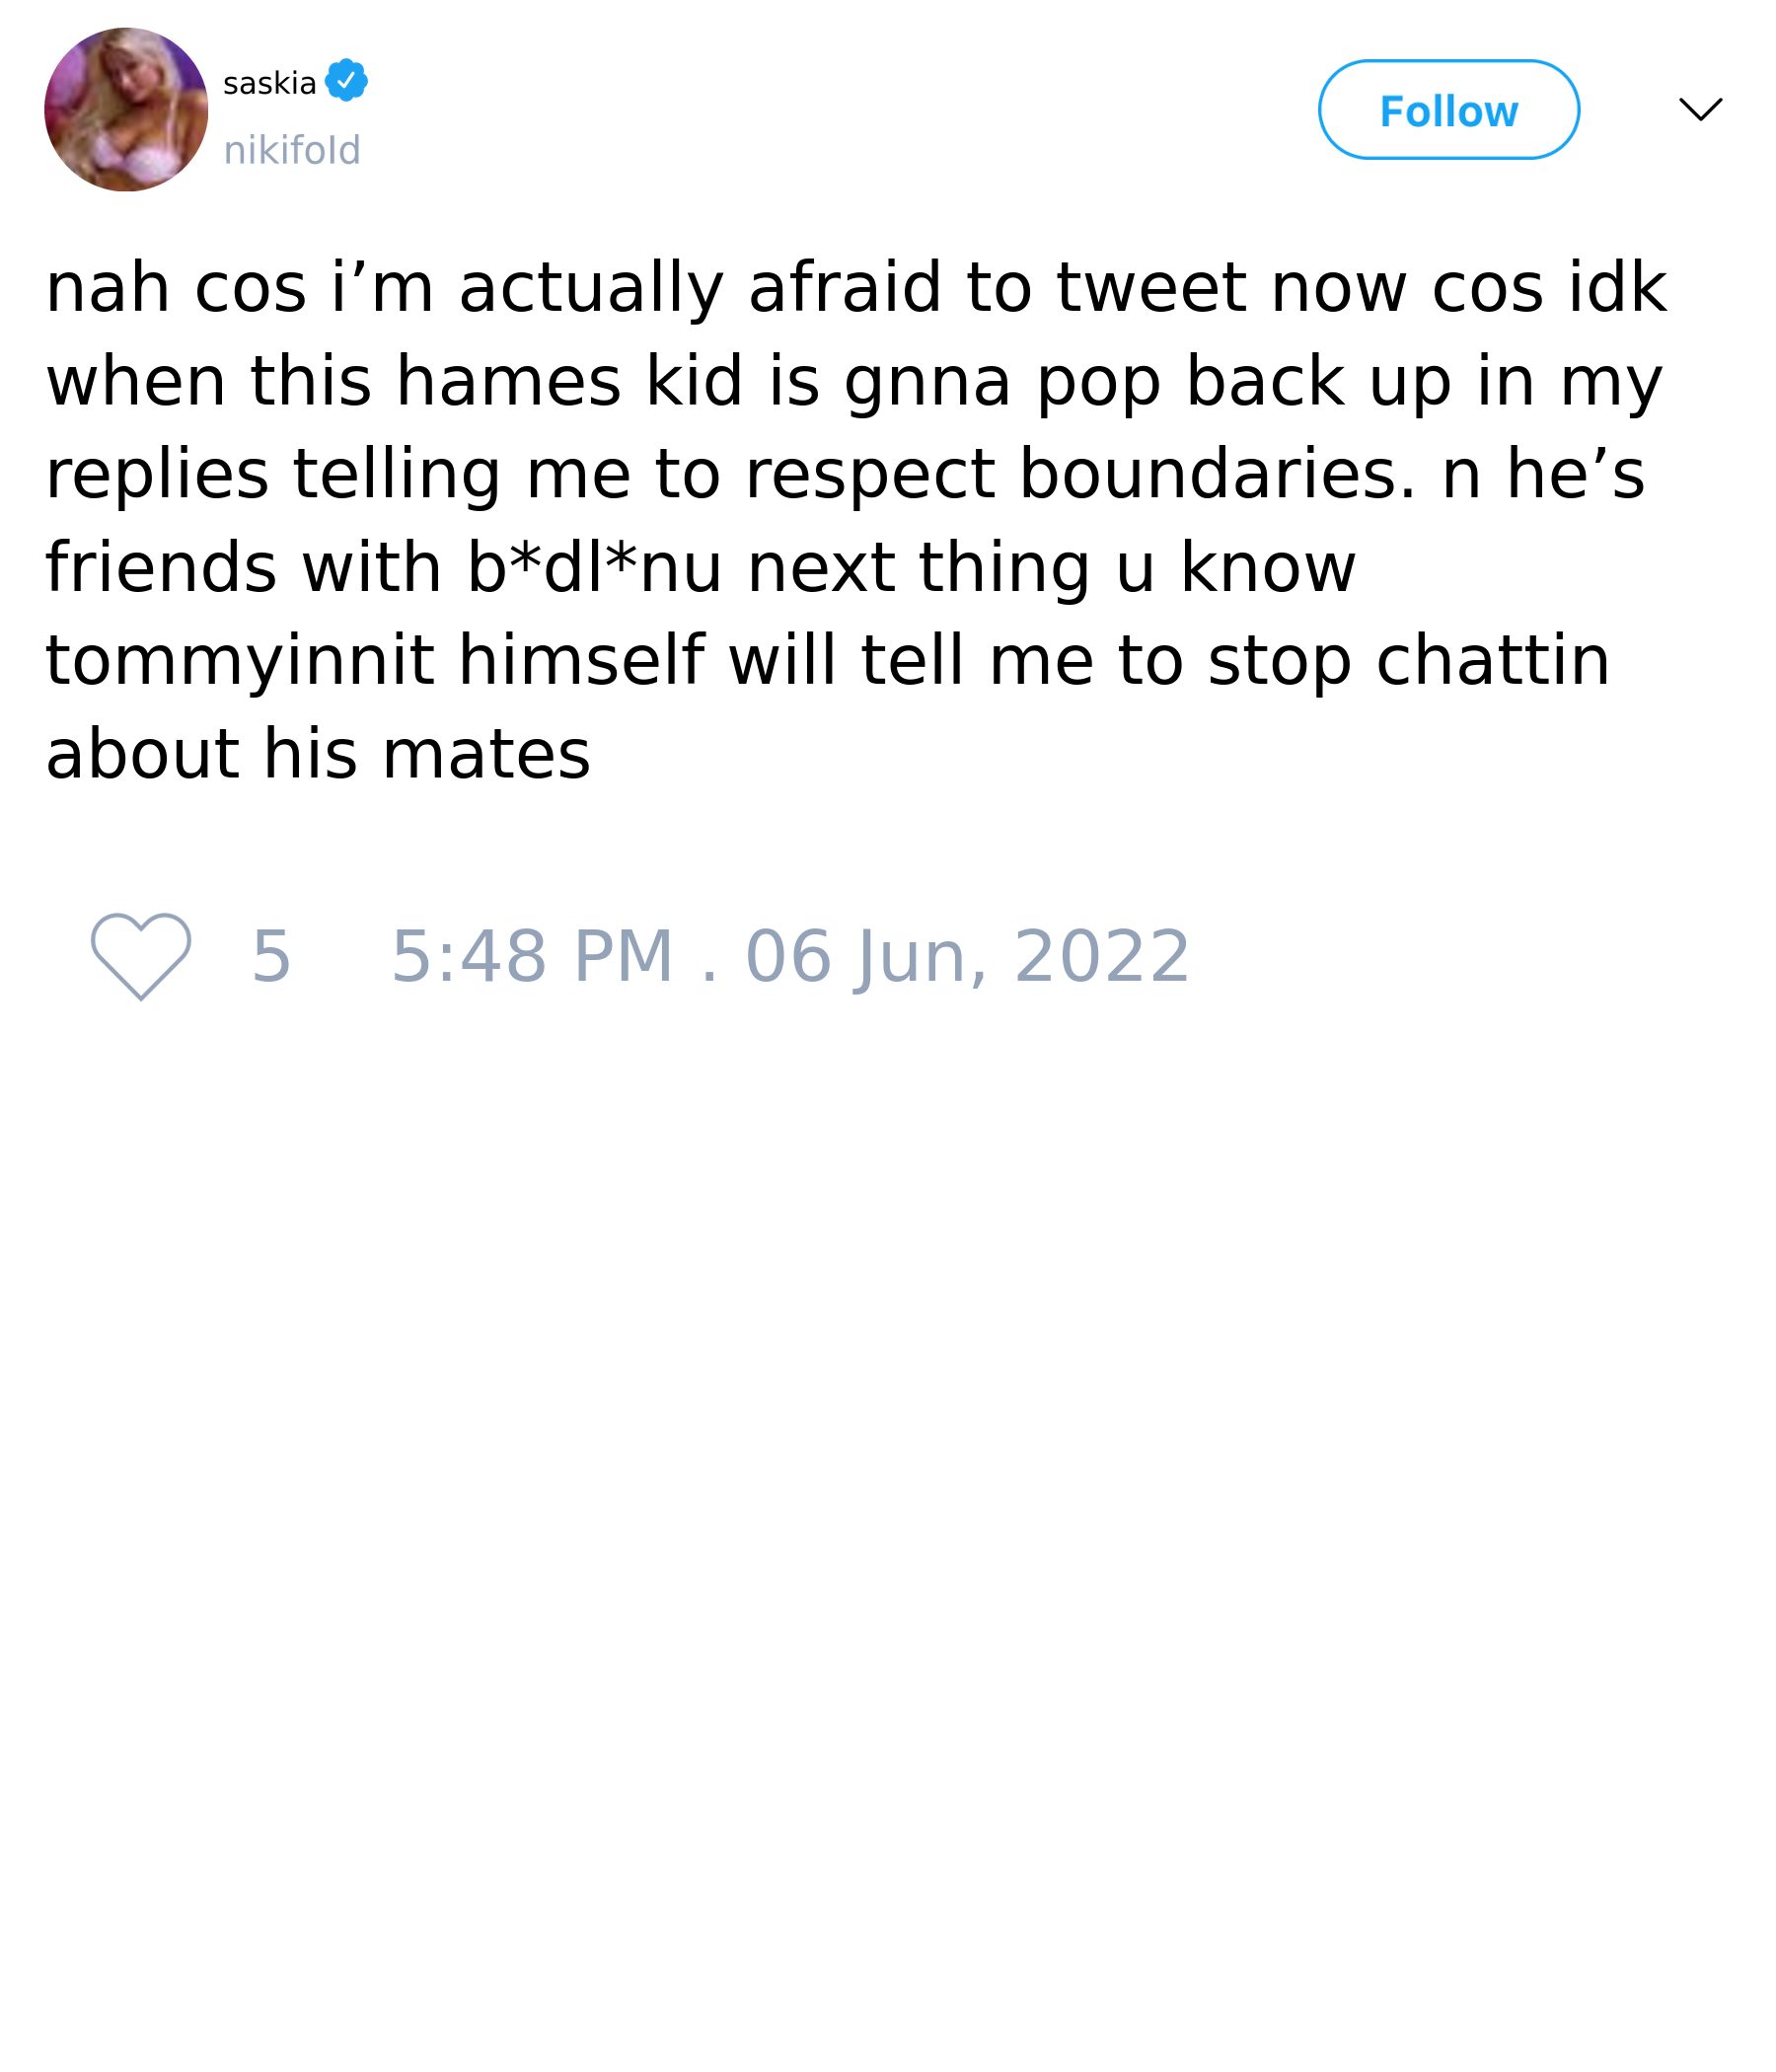 saskia
nikifold
Follow
nah cos i’m actually afraid to tweet now cos idk
when this hames kid is gnna pop back up in my
replies telling me to respect boundaries. n he’s
friends with b*dl*nu next thing u know
tommyinnit himself will tell me to stop chattin
about his mates
5 5:48 PM . 06 Jun, 2022